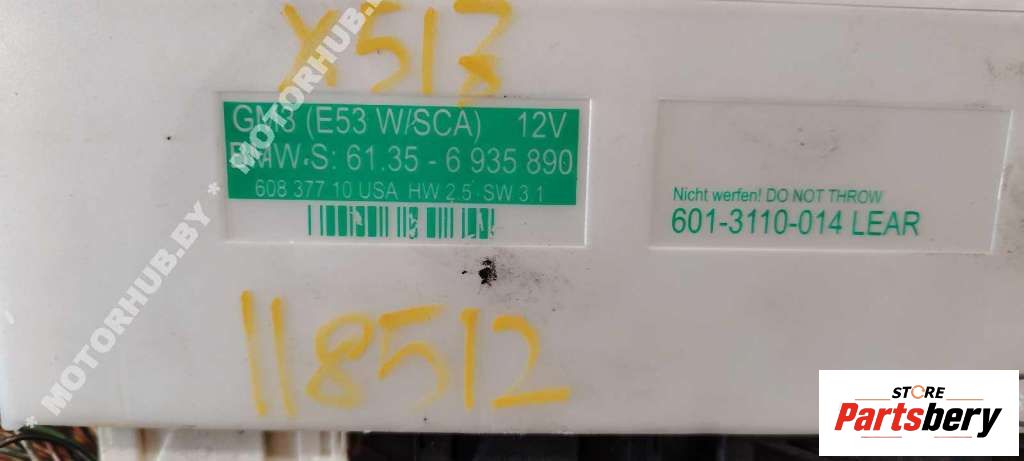 X513
GM3 (E53 W/SCA) 12V
BMW-S: 61.35 - 6 935 890
608 377 10 USA HW 2.5 SW 3.1
Nicht werfen! DO NOT THROW
601-3110-014 LEAR
118512
* MOTORHUB.BY * MOTORHUB.BY *
STORE
Partsbery